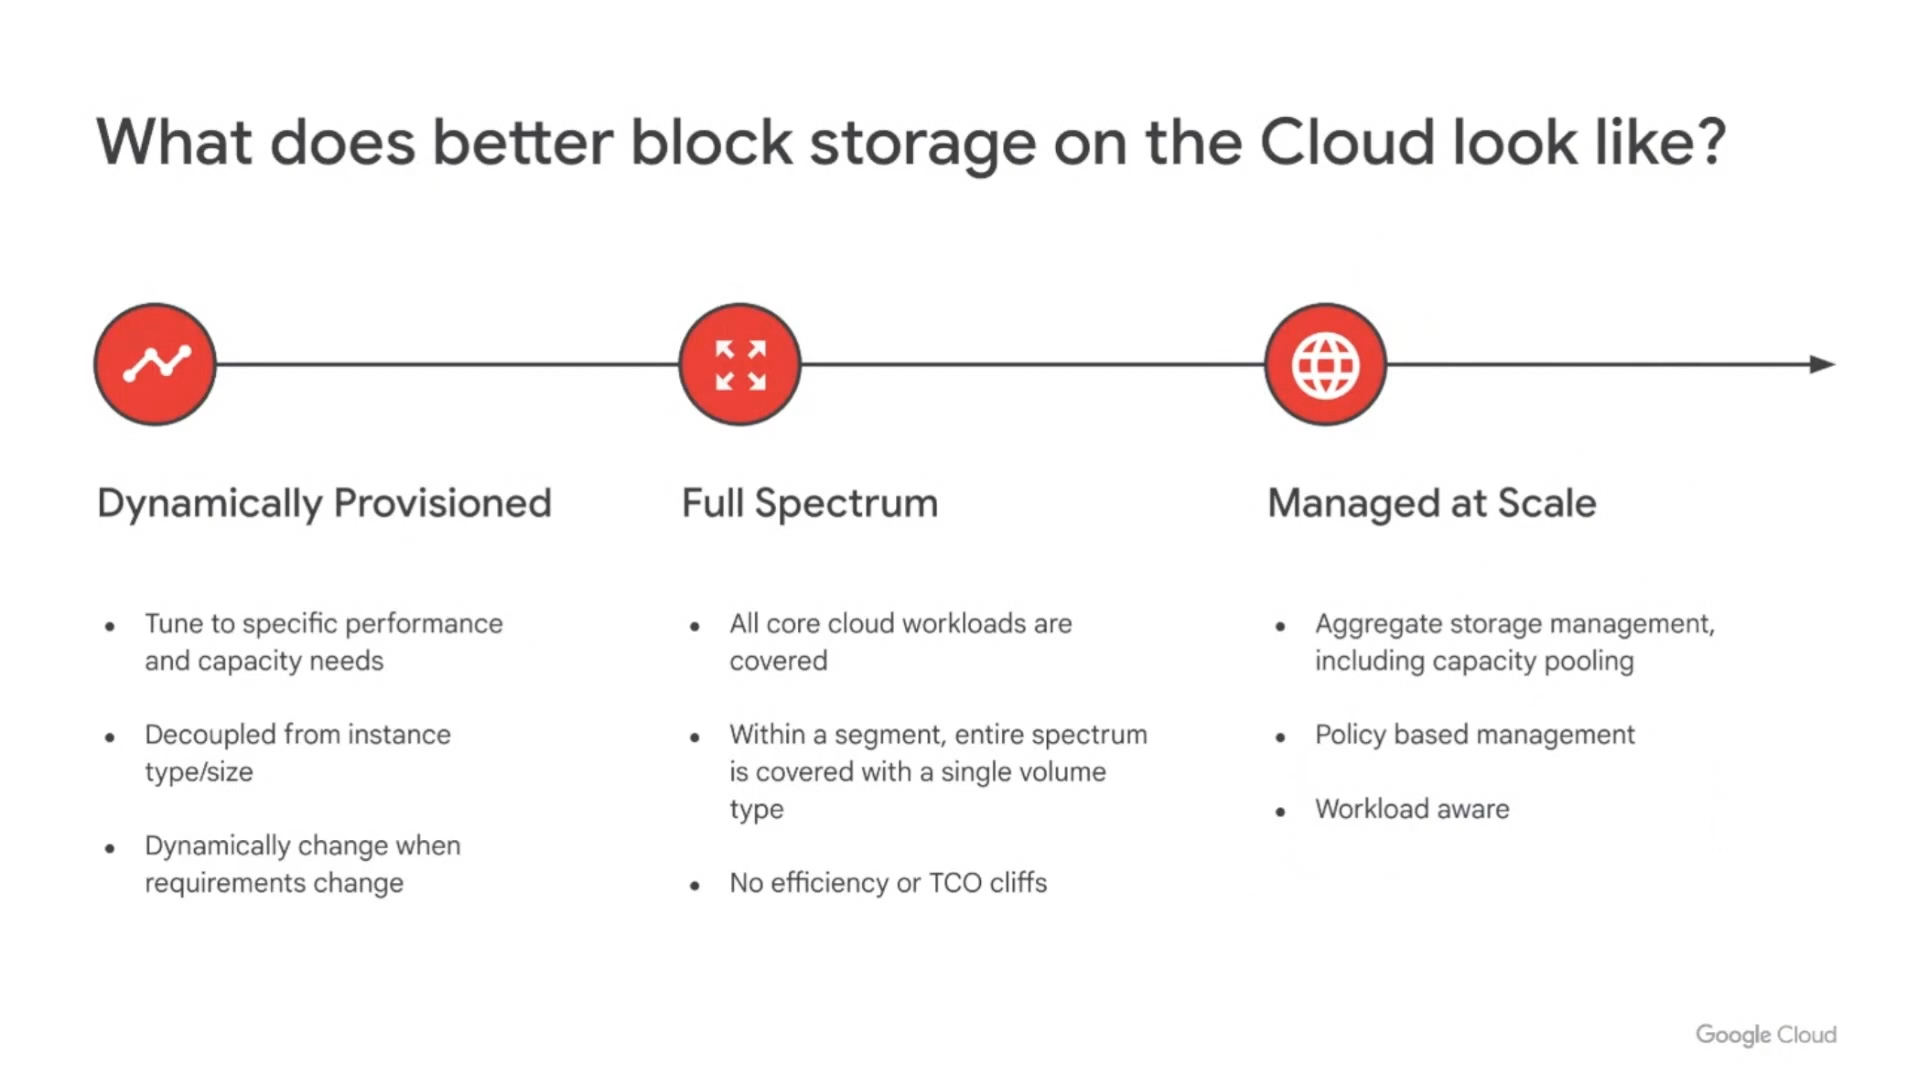 What does better block storage on the Cloud look like?
Dynamically Provisioned
• Tune to specific performance
and capacity needs
• Decoupled from instance
type/size
• Dynamically change when
requirements change
Full Spectrum
• All core cloud workloads are
covered
• Within a segment, entire spectrum
is covered with a single volume
type
• No efficiency or TCO cliffs
Managed at Scale
• Aggregate storage management,
including capacity pooling
• Policy based management
• Workload aware
Google Cloud